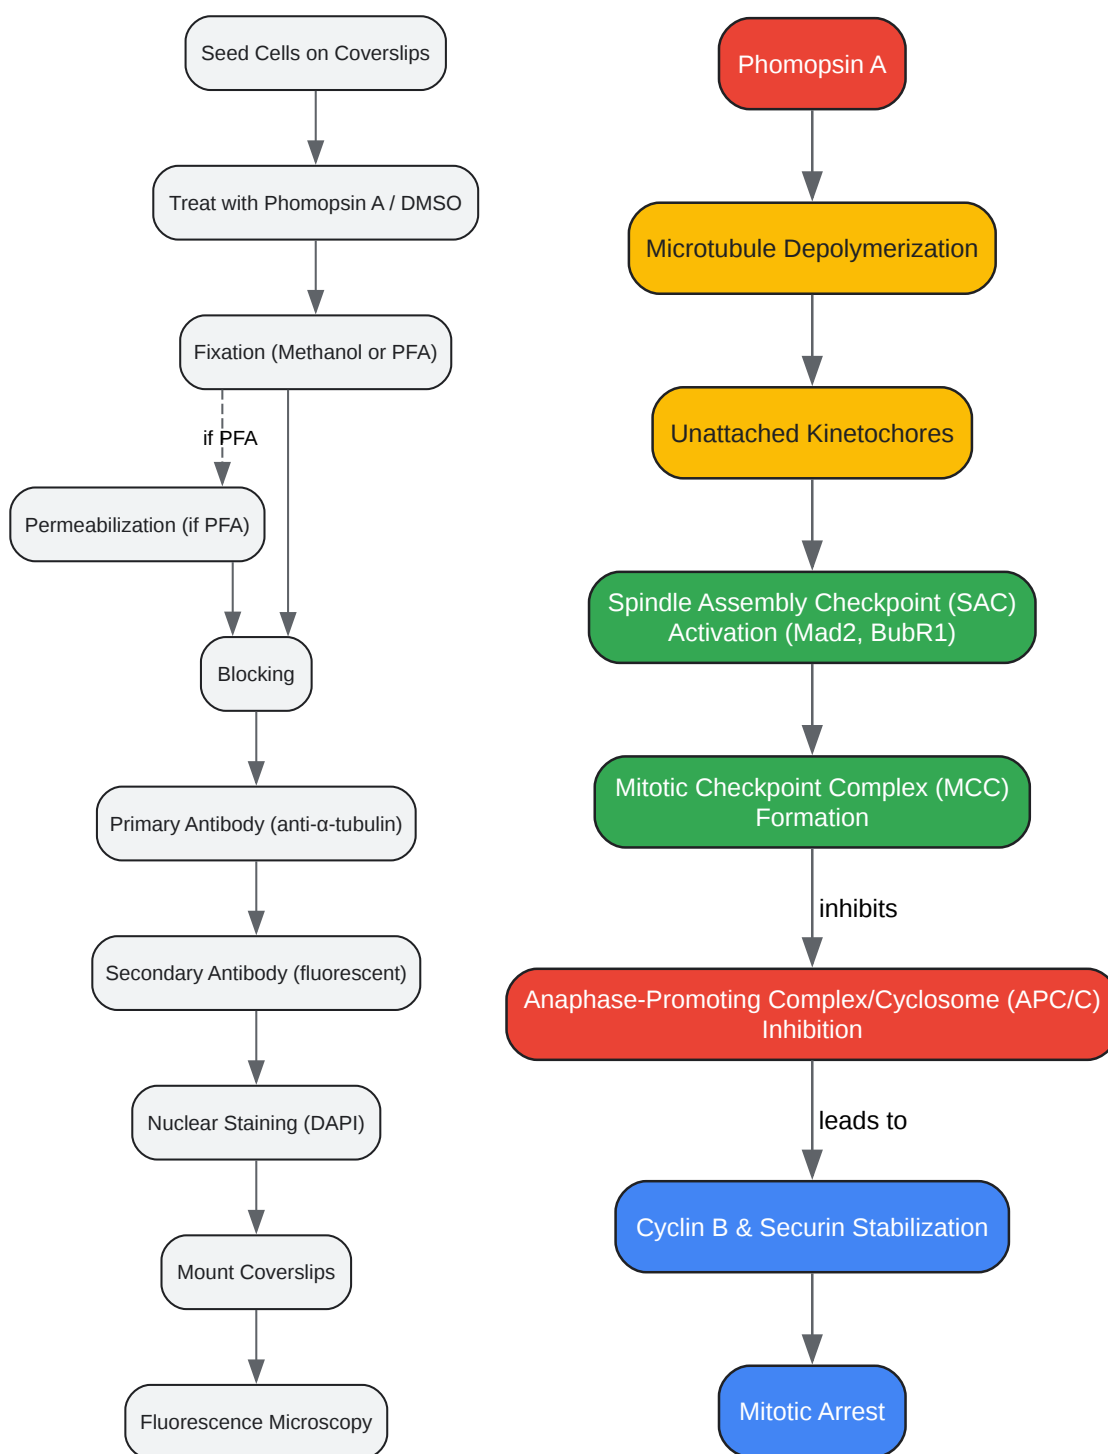 Seed Cells on Coverslips
Treat with Phomopsin A / DMSO
Fixation (Methanol or PFA)
if PFA
Permeabilization (if PFA)
Blocking
Primary Antibody (anti-α-tubulin)
Secondary Antibody (fluorescent)
Nuclear Staining (DAPI)
Mount Coverslips
Fluorescence Microscopy
Phomopsin A
Microtubule Depolymerization
Unattached Kinetochores
Spindle Assembly Checkpoint (SAC)
Activation (Mad2, BubR1)
Mitotic Checkpoint Complex (MCC)
Formation
inhibits
Anaphase-Promoting Complex/Cyclosome (APC/C)
Inhibition
leads to
Cyclin B & Securin Stabilization
Mitotic Arrest